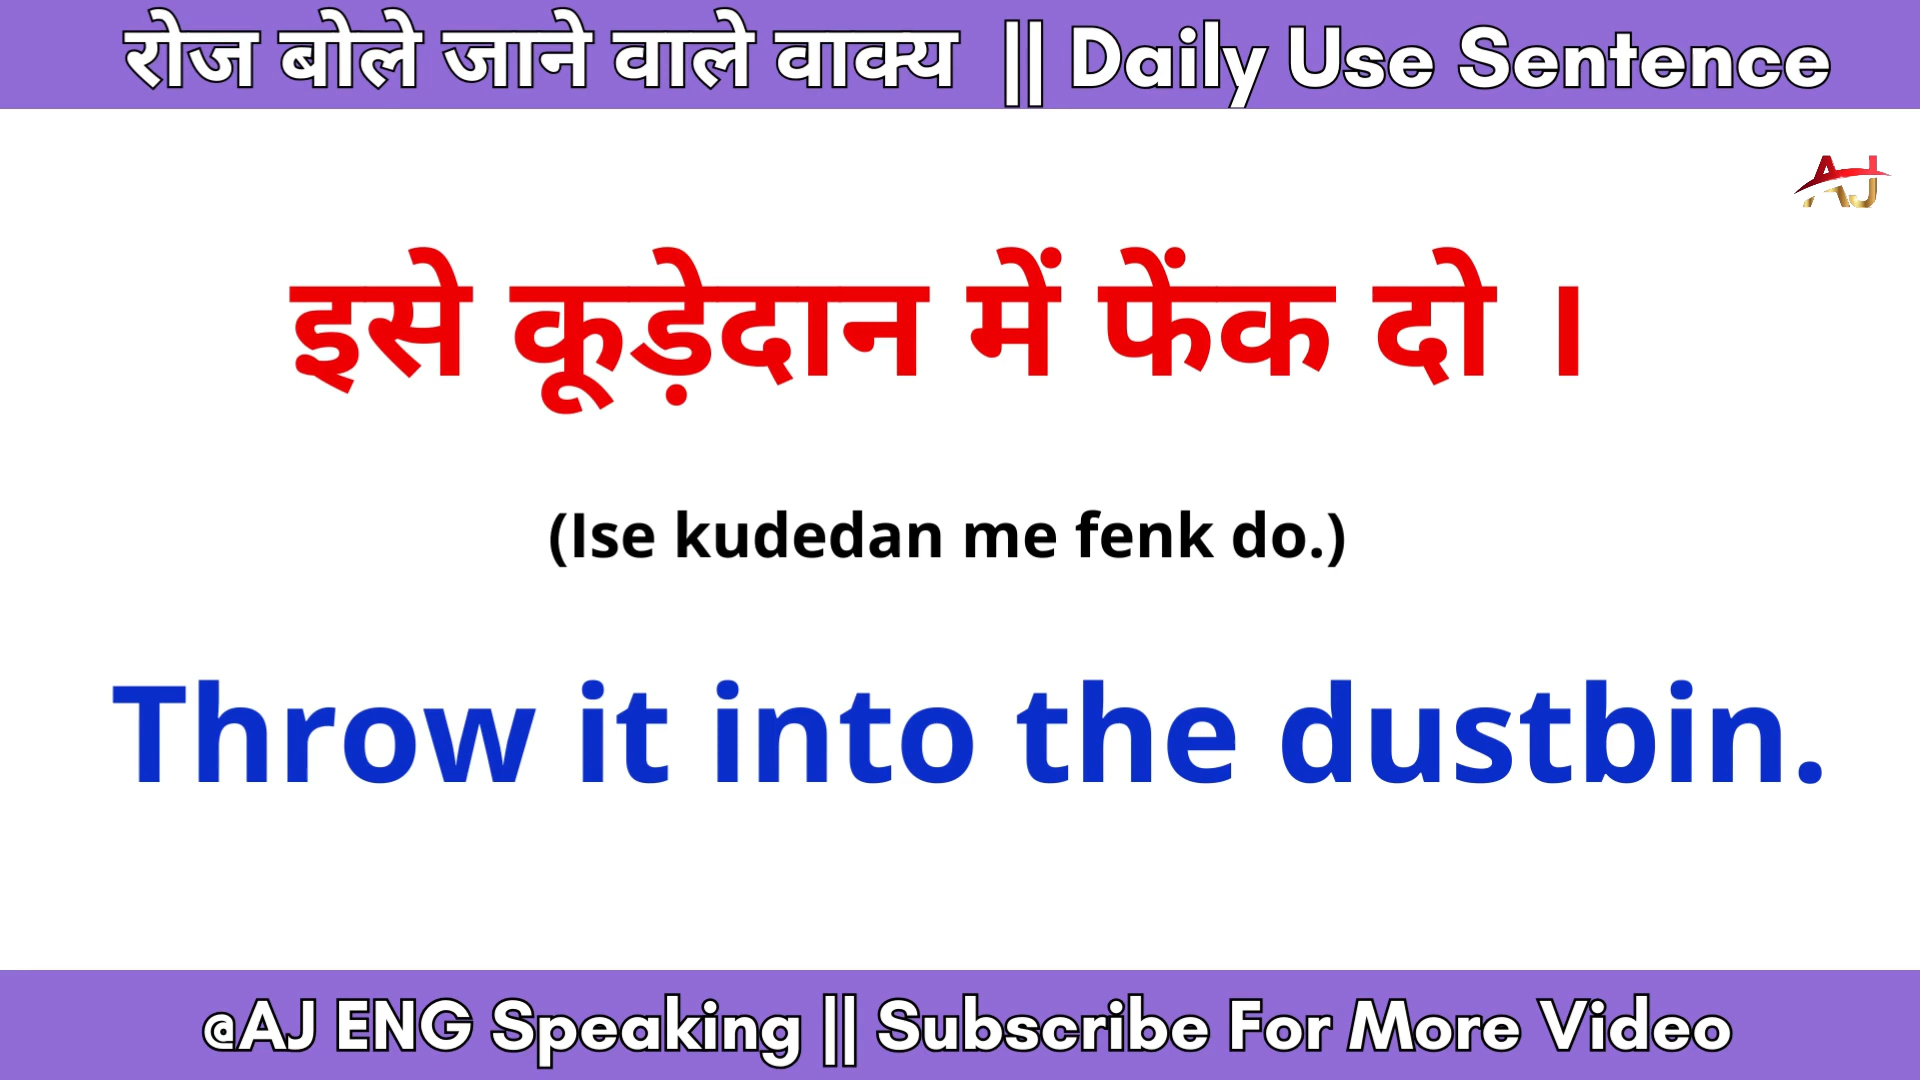 रोज बोले जाने वाले वाक्य || Daily Use Sentence
AJ
इसे कूड़ेदान में फेंक दो ।
(Ise kudedan me fenk do.)
Throw it into the dustbin.
@AJ ENG Speaking || Subscribe For More Video